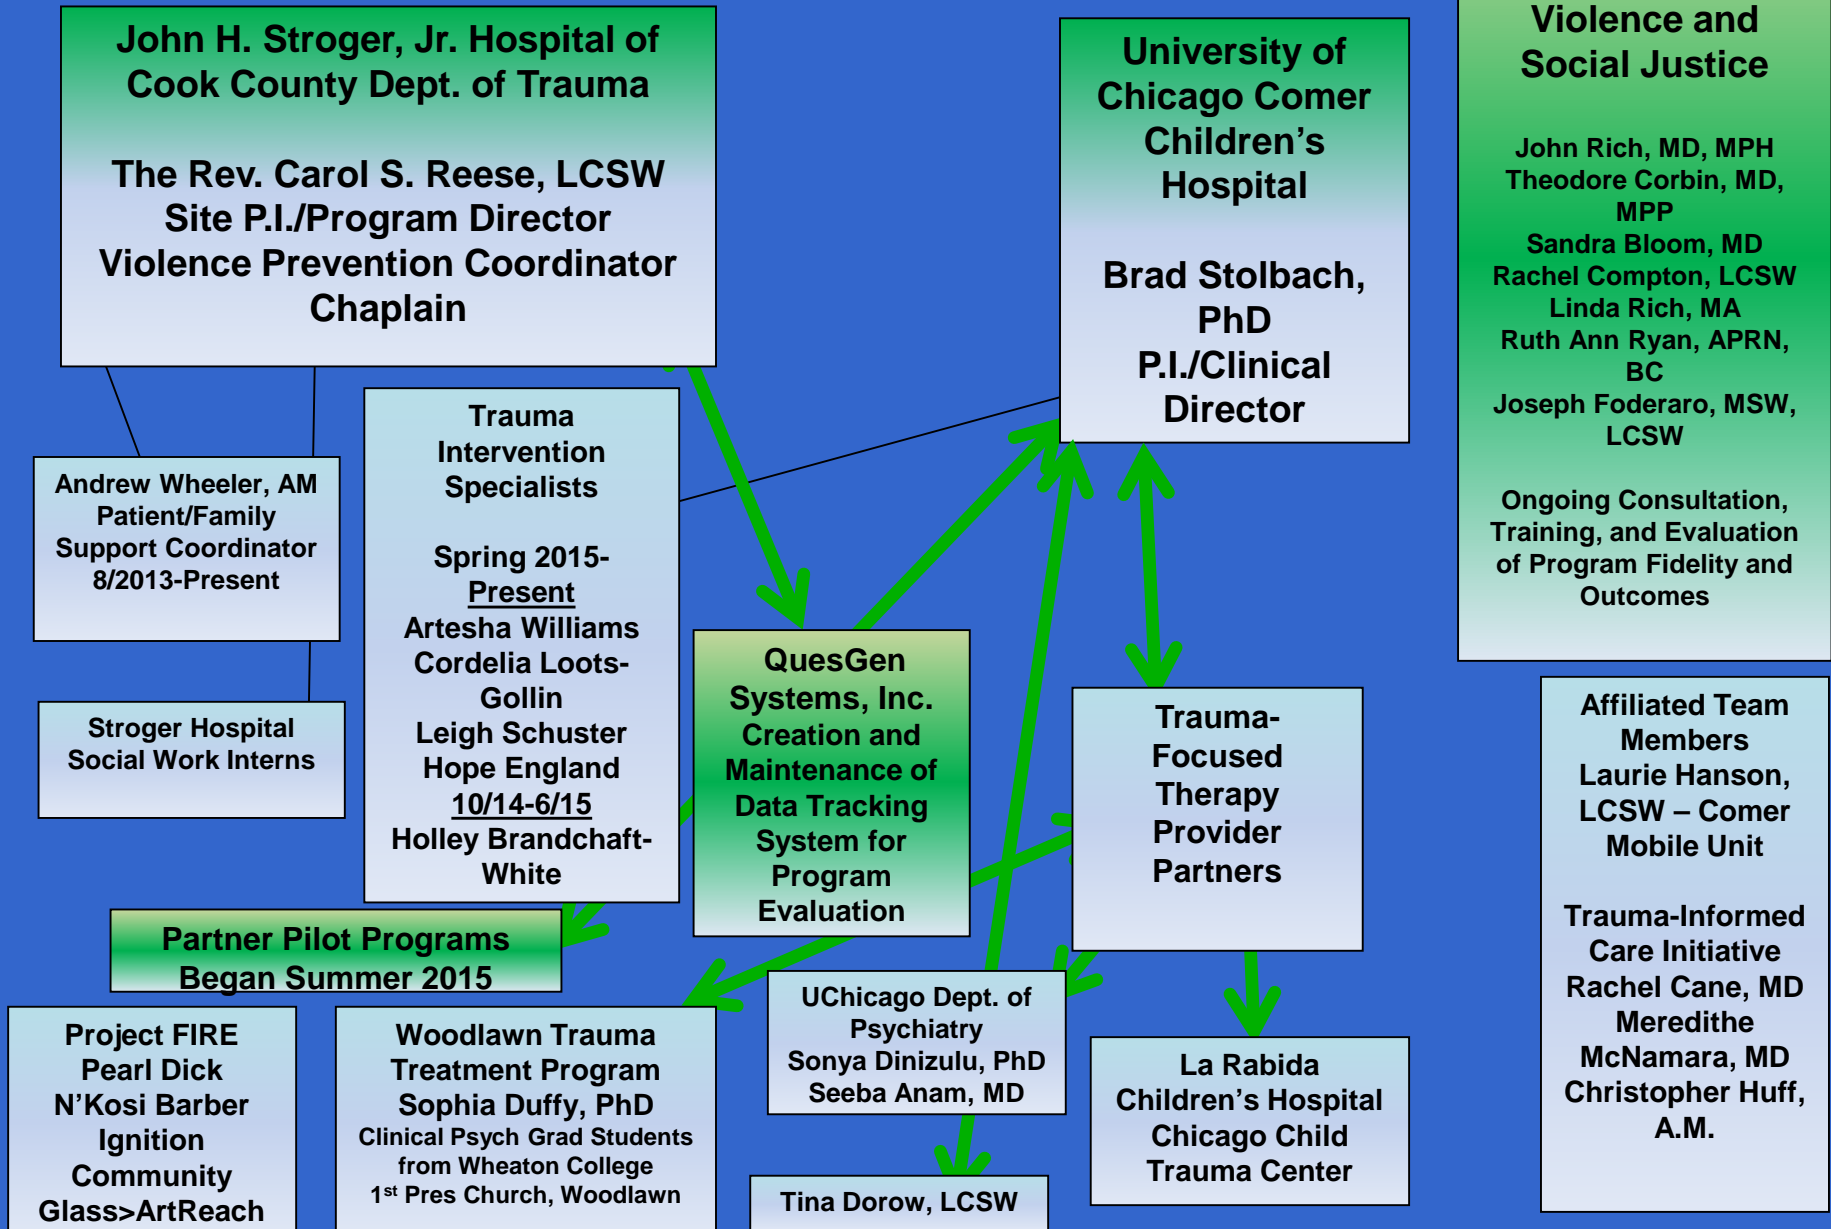 John H. Stroger, Jr. Hospital of
Cook County Dept. of Trauma
The Rev. Carol S. Reese, LCSW
Site P.I./Program Director
Violence Prevention Coordinator
Chaplain
University of
Chicago Comer
Children’s
Hospital
Brad Stolbach,
PhD
P.I./Clinical
Director
Violence and
Social Justice
John Rich, MD, MPH
Theodore Corbin, MD,
MPP
Sandra Bloom, MD
Rachel Compton, LCSW
Linda Rich, MA
Ruth Ann Ryan, APRN,
BC
Joseph Foderaro, MSW,
LCSW
Ongoing Consultation,
Training, and Evaluation
of Program Fidelity and
Outcomes
Andrew Wheeler, AM
Patient/Family
Support Coordinator
8/2013-Present
Stroger Hospital
Social Work Interns
Trauma
Intervention
Specialists
Spring 2015-
Present
Artesha Williams
Cordelia Loots-
Gollin
Leigh Schuster
Hope England
10/14-6/15
Holley Brandchaft-
White
QuesGen
Systems, Inc.
Creation and
Maintenance of
Data Tracking
System for
Program
Evaluation
Trauma-
Focused
Therapy
Provider
Partners
Affiliated Team
Members
Laurie Hanson,
LCSW – Comer
Mobile Unit
Trauma-Informed
Care Initiative
Rachel Cane, MD
Meredithe
McNamara, MD
Christopher Huff,
A.M.
Partner Pilot Programs
Began Summer 2015
Project FIRE
Pearl Dick
N’Kosi Barber
Ignition
Community
Glass>ArtReach
Woodlawn Trauma
Treatment Program
Sophia Duffy, PhD
Clinical Psych Grad Students
from Wheaton College
1st Pres Church, Woodlawn
UChicago Dept. of
Psychiatry
Sonya Dinizulu, PhD
Seeba Anam, MD
Tina Dorow, LCSW
La Rabida
Children’s Hospital
Chicago Child
Trauma Center